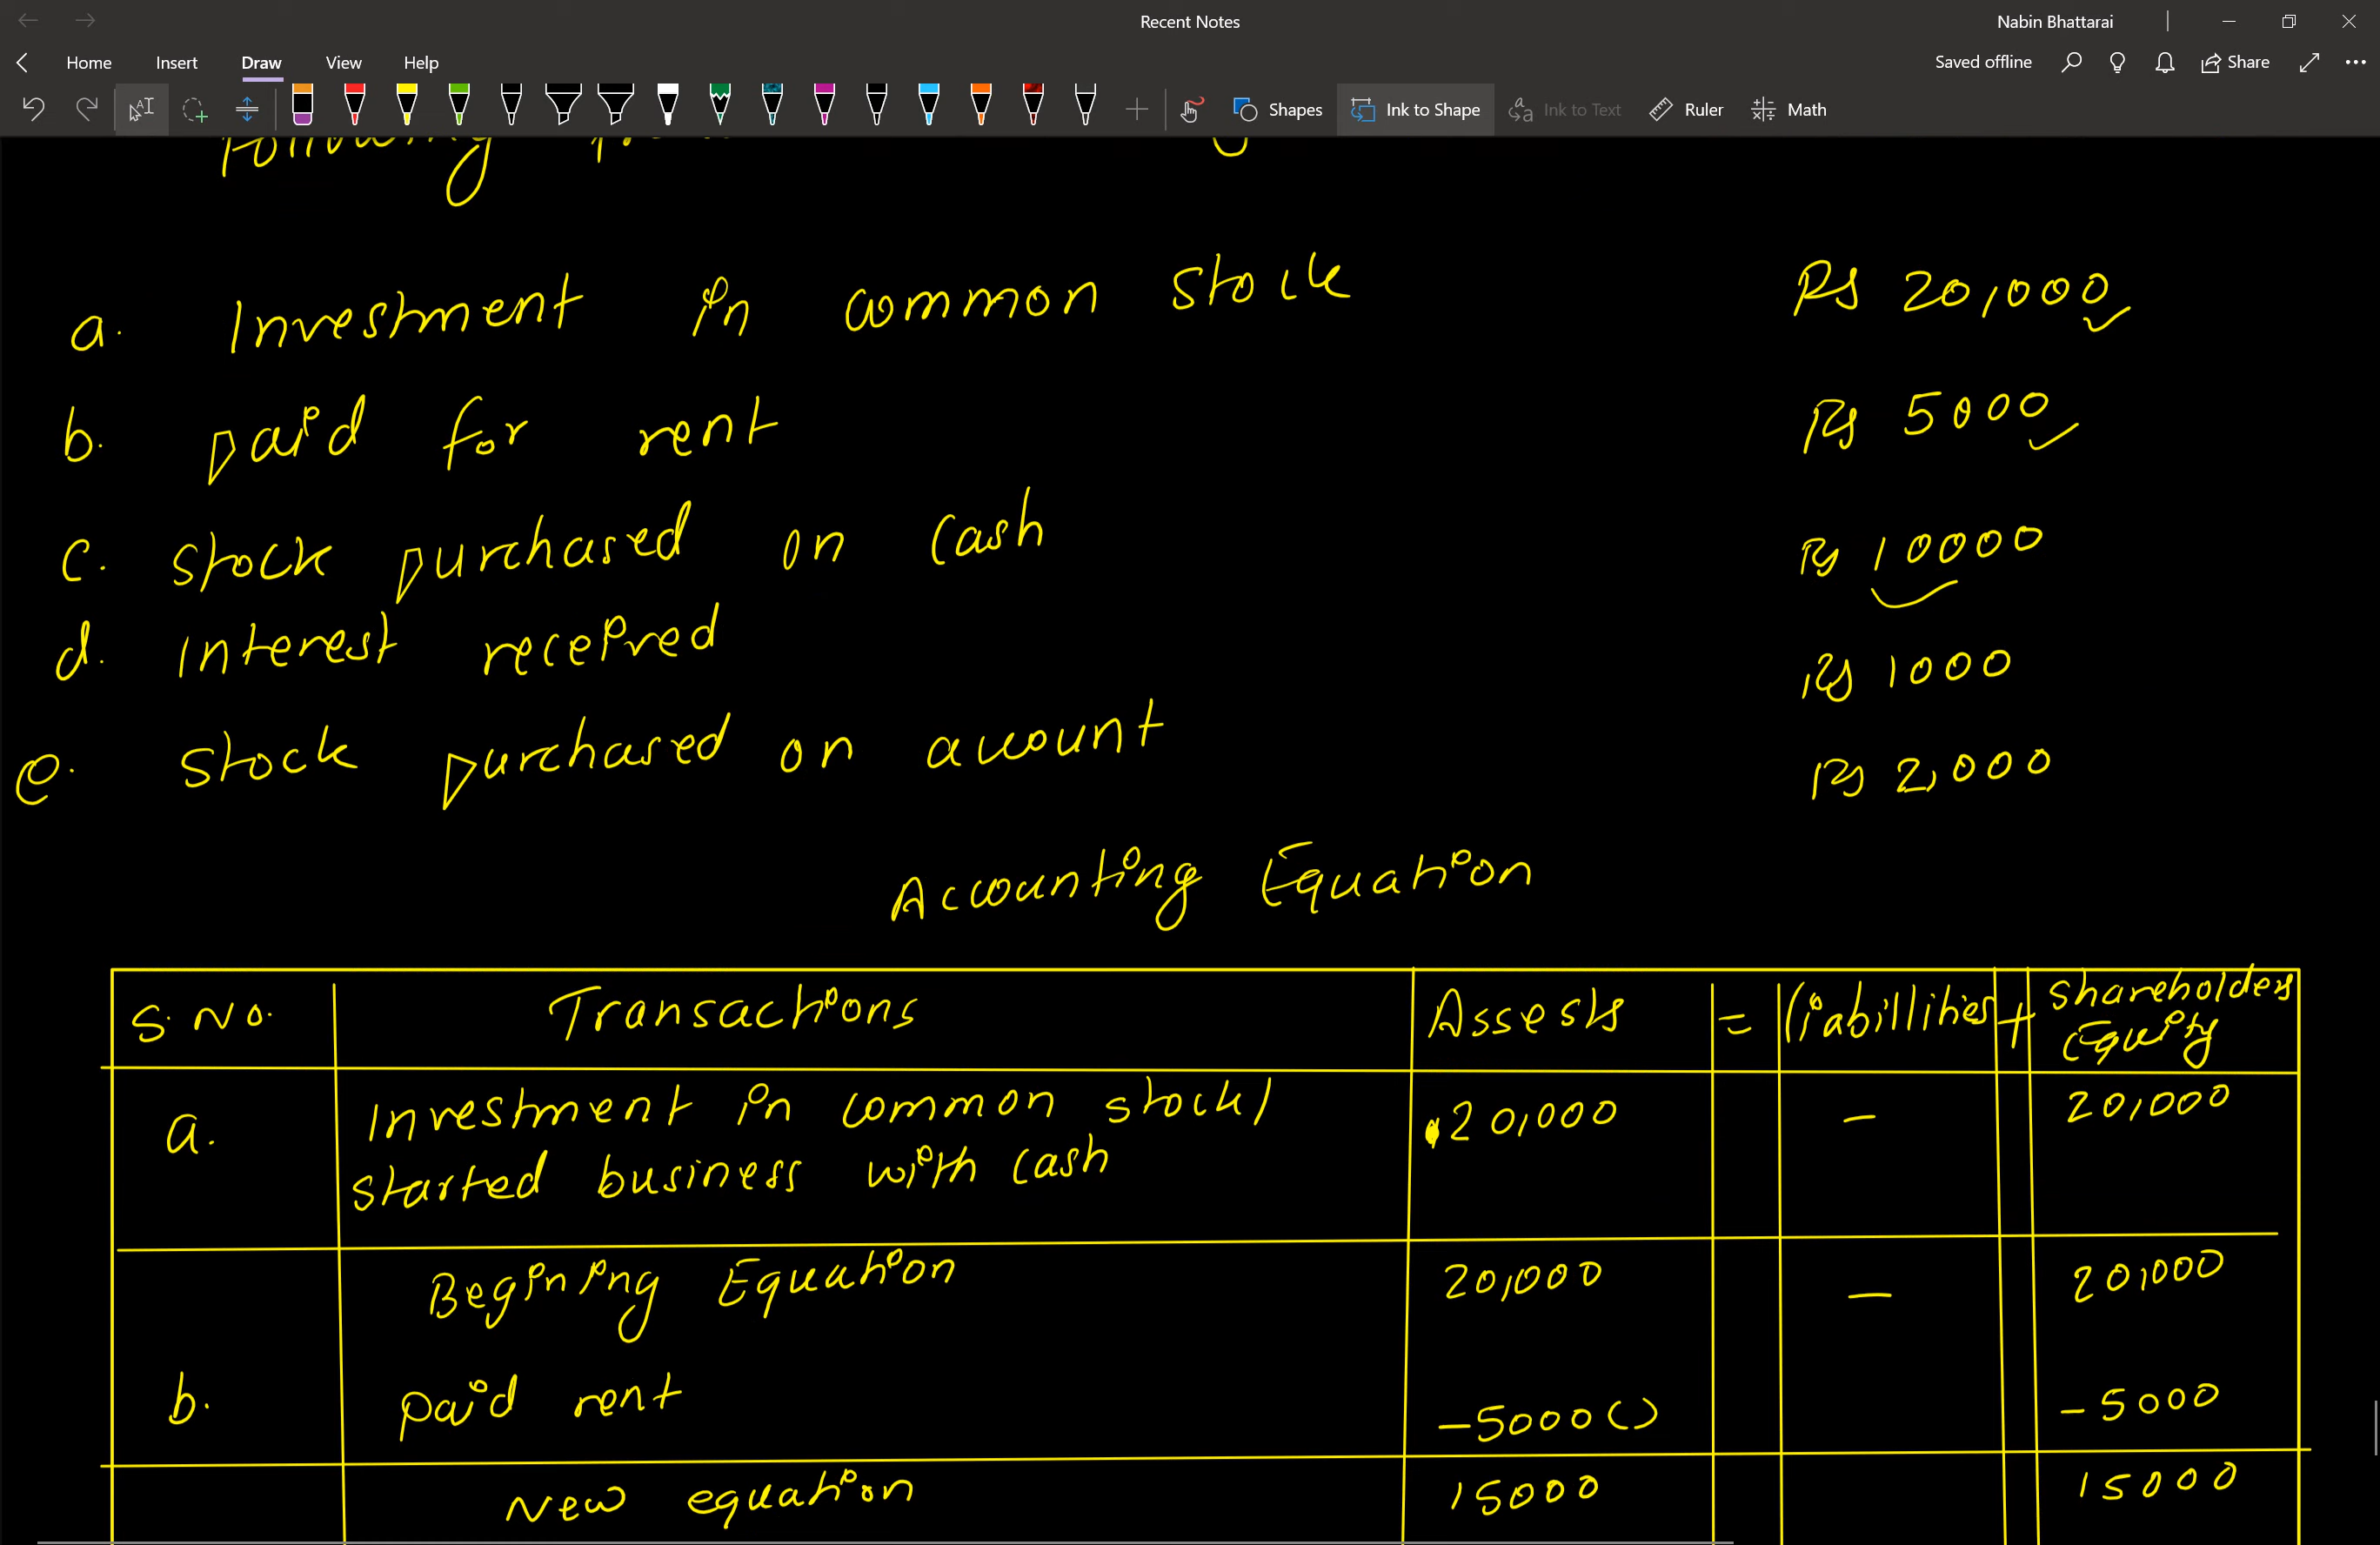 Recent Notes
Nabin Bhattarai
Home Insert Draw View Help
Saved offline Share
Shapes Ink to Shape Ink to Text Ruler Math
Following
a. Investment in common stock Rs 20,000
b. paid for rent Rs 5000
c. stock purchased on cash Rs 10000
d. interest received Rs 1000
e. stock purchased on account Rs 2,000
Accounting Equation
S. No. Transactions Assests = liabillities + shareholders
Equity
a. Investment in common stock/ 20,000 - 20,000
started business with cash
Begining Equation 20,000 - 20,000
b. paid rent -5000() -5000
New equation 15000 15000